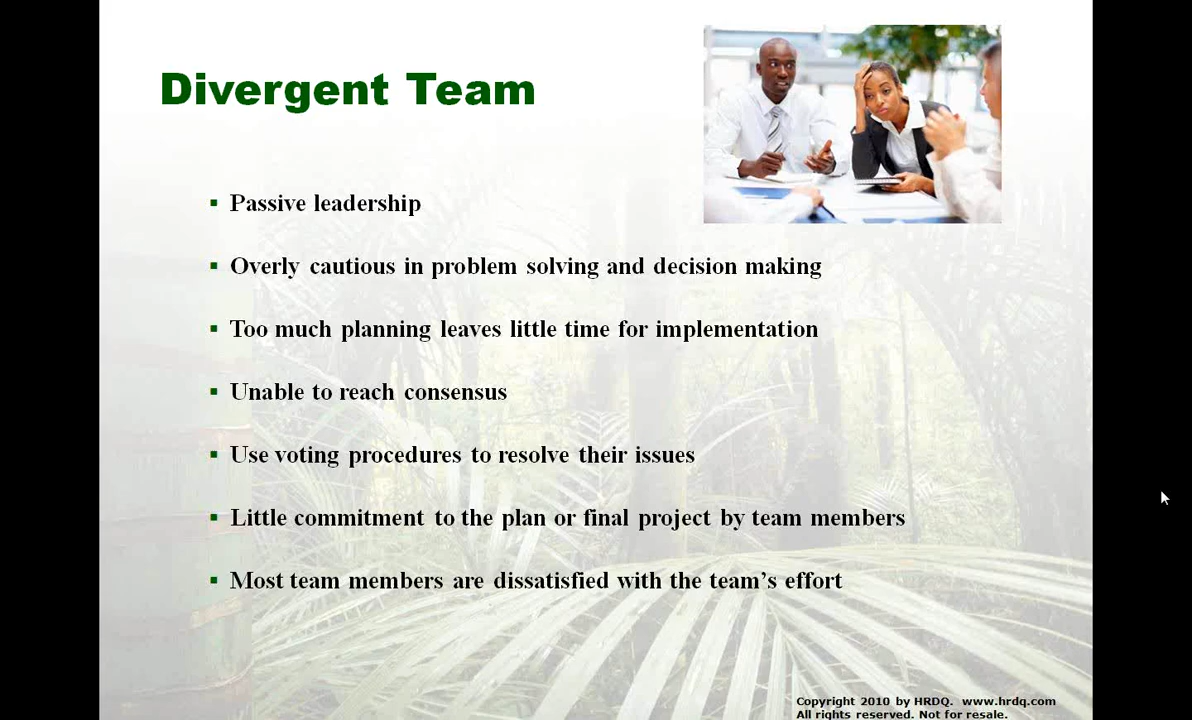 Divergent Team
▪ Passive leadership
▪ Overly cautious in problem solving and decision making
▪ Too much planning leaves little time for implementation
▪ Unable to reach consensus
▪ Use voting procedures to resolve their issues
▪ Little commitment to the plan or final project by team members
▪ Most team members are dissatisfied with the team’s effort
Copyright 2010 by HRDQ. www.hrdq.com
All rights reserved. Not for resale.